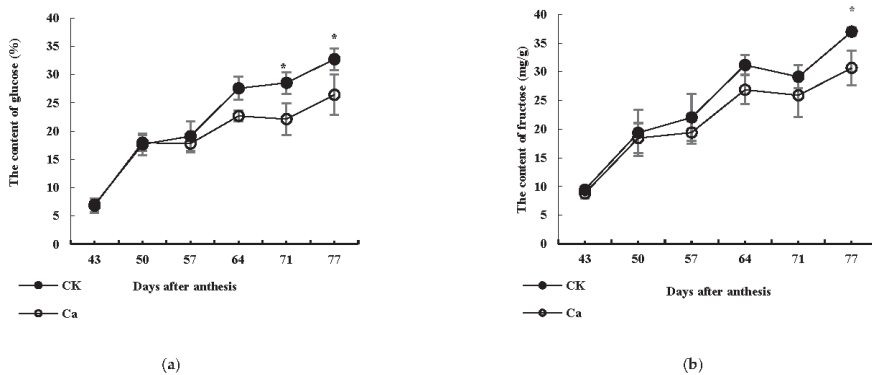 40
35
30
25
20
15
10
5
0
The content of glucose (%)
*
*
43 50 57 64 71 77
CK
Days after anthesis
Ca
(a)
40
35
30
25
20
15
10
5
0
The content of fructose (mg/g)
*
43 50 57 64 71 77
CK
Days after anthesis
Ca
(b)